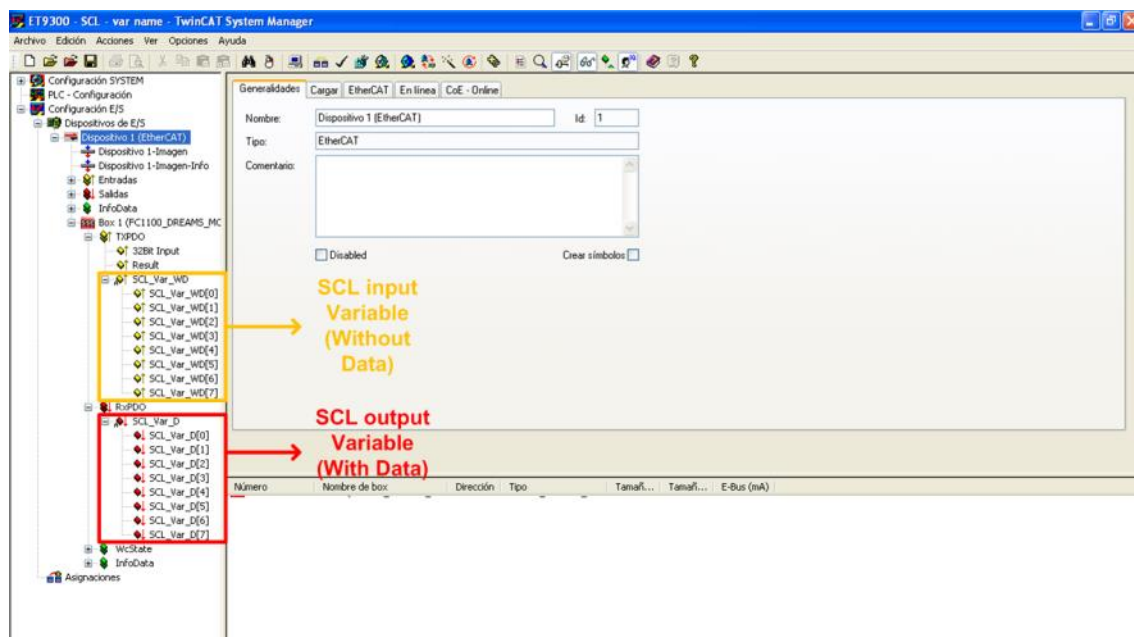 ET9300 - SCL - var name - TwinCAT System Manager
Archivo Edición Acciones Ver Opciones Ayuda
Configuración SYSTEM
PLC - Configuración
Configuración E/S
Dispositivos de E/S
Dispositivo 1 (EtherCAT)
Dispositivo 1-Imagen
Dispositivo 1-Imagen-Info
Entradas
Salidas
InfoData
Box 1 (FC1100_DREAMS_MC
TXPDO
32BR Input
Result
SCL_Var_WD
SCL_Var_WD[0]
SCL_Var_WD[1]
SCL_Var_WD[2]
SCL_Var_WD[3]
SCL_Var_WD[4]
SCL_Var_WD[5]
SCL_Var_WD[6]
SCL_Var_WD[7]
RxPDO
SCL_Var_D
SCL_Var_D[0]
SCL_Var_D[1]
SCL_Var_D[2]
SCL_Var_D[3]
SCL_Var_D[4]
SCL_Var_D[5]
SCL_Var_D[6]
SCL_Var_D[7]
WcState
InfoData
Asignaciones
Generalidades Cargar EtherCAT En línea CoE - Online
Nombre: Dispositivo 1 (EtherCAT) Id: 1
Tipo: EtherCAT
Comentario:
Disabled Crear símbolos
SCL input
Variable
(Without
Data)
SCL output
Variable
(With Data)
Número Nombre de box Dirección Tipo Tamañ... Tamañ... E-Bus (mA)